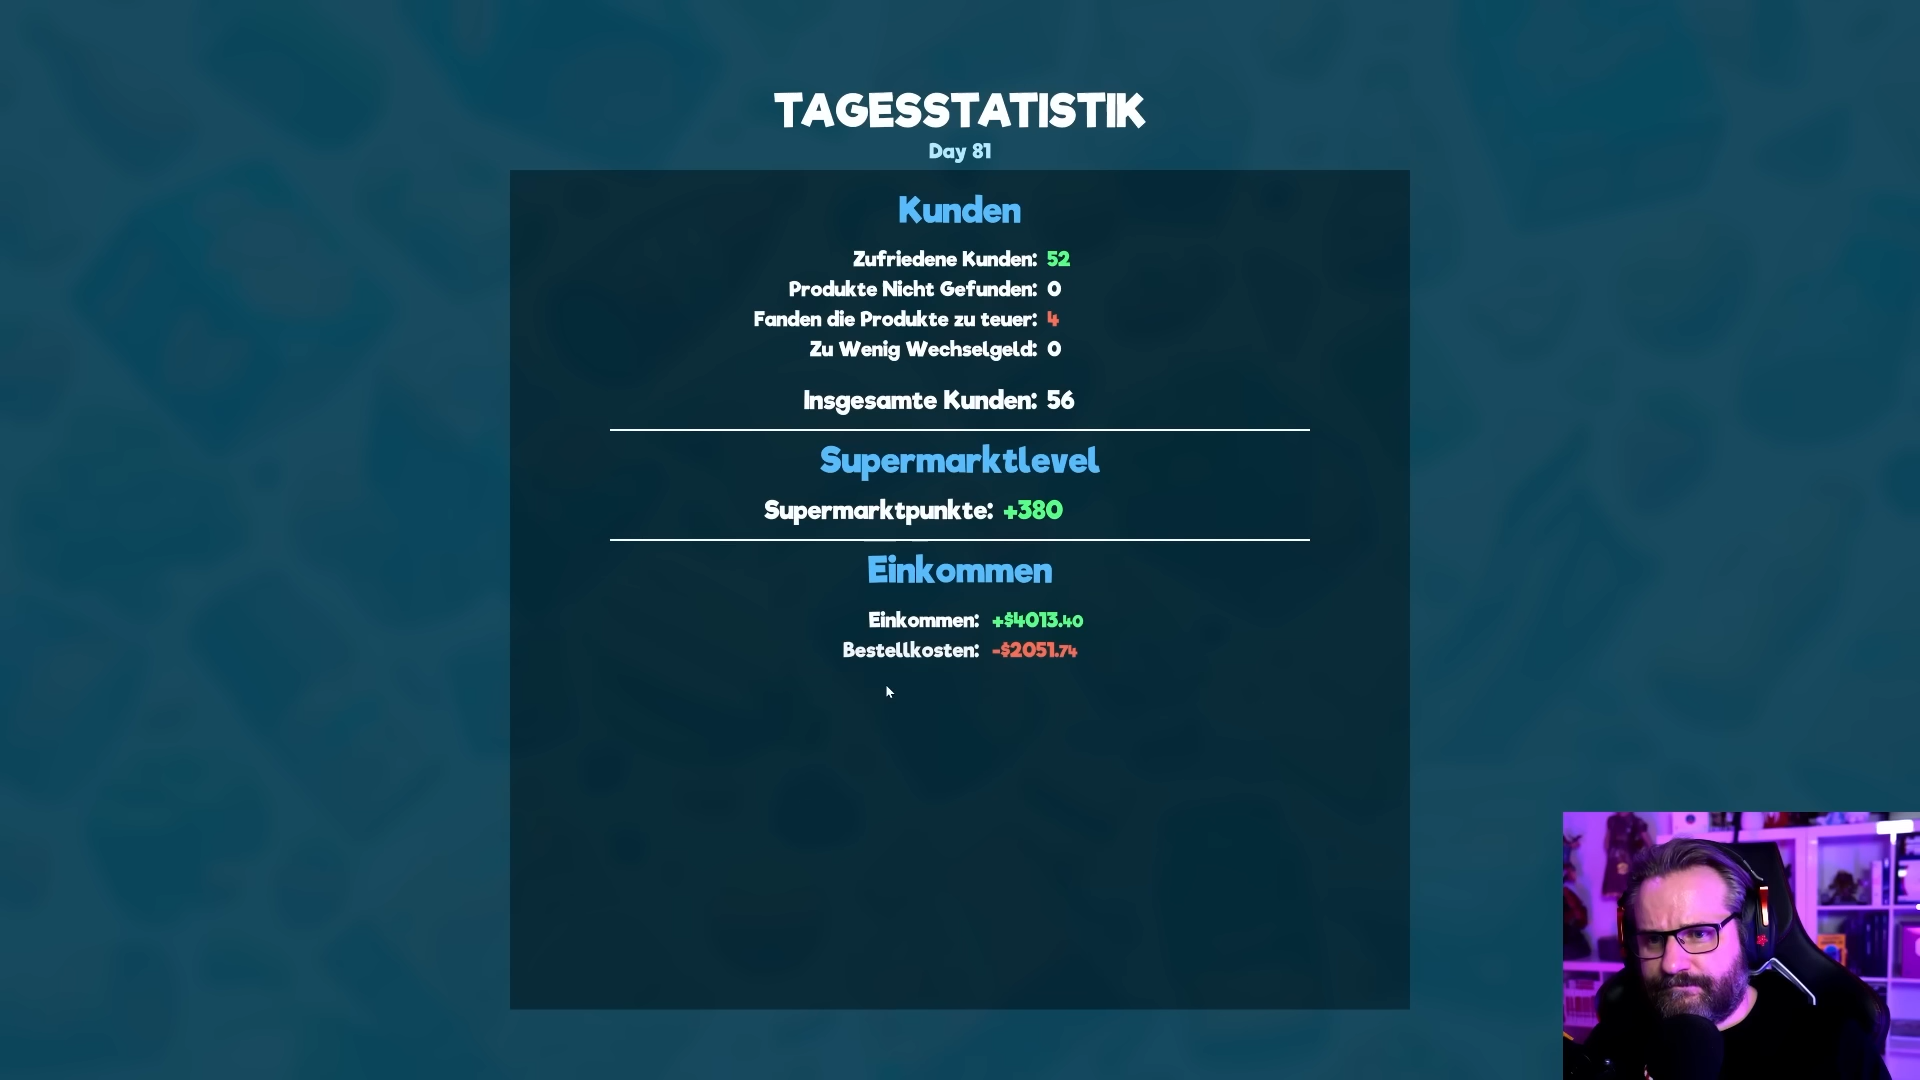 TAGESSTATISTIK
Day 81
Kunden
Zufriedene Kunden: 52
Produkte Nicht Gefunden: 0
Fanden die Produkte zu teuer: 4
Zu Wenig Wechselgeld: 0
Insgesamte Kunden: 56
Supermarktlevel
Supermarktpunkte: +380
Einkommen
Einkommen: +$4013.40
Bestellkosten: -$2051.74